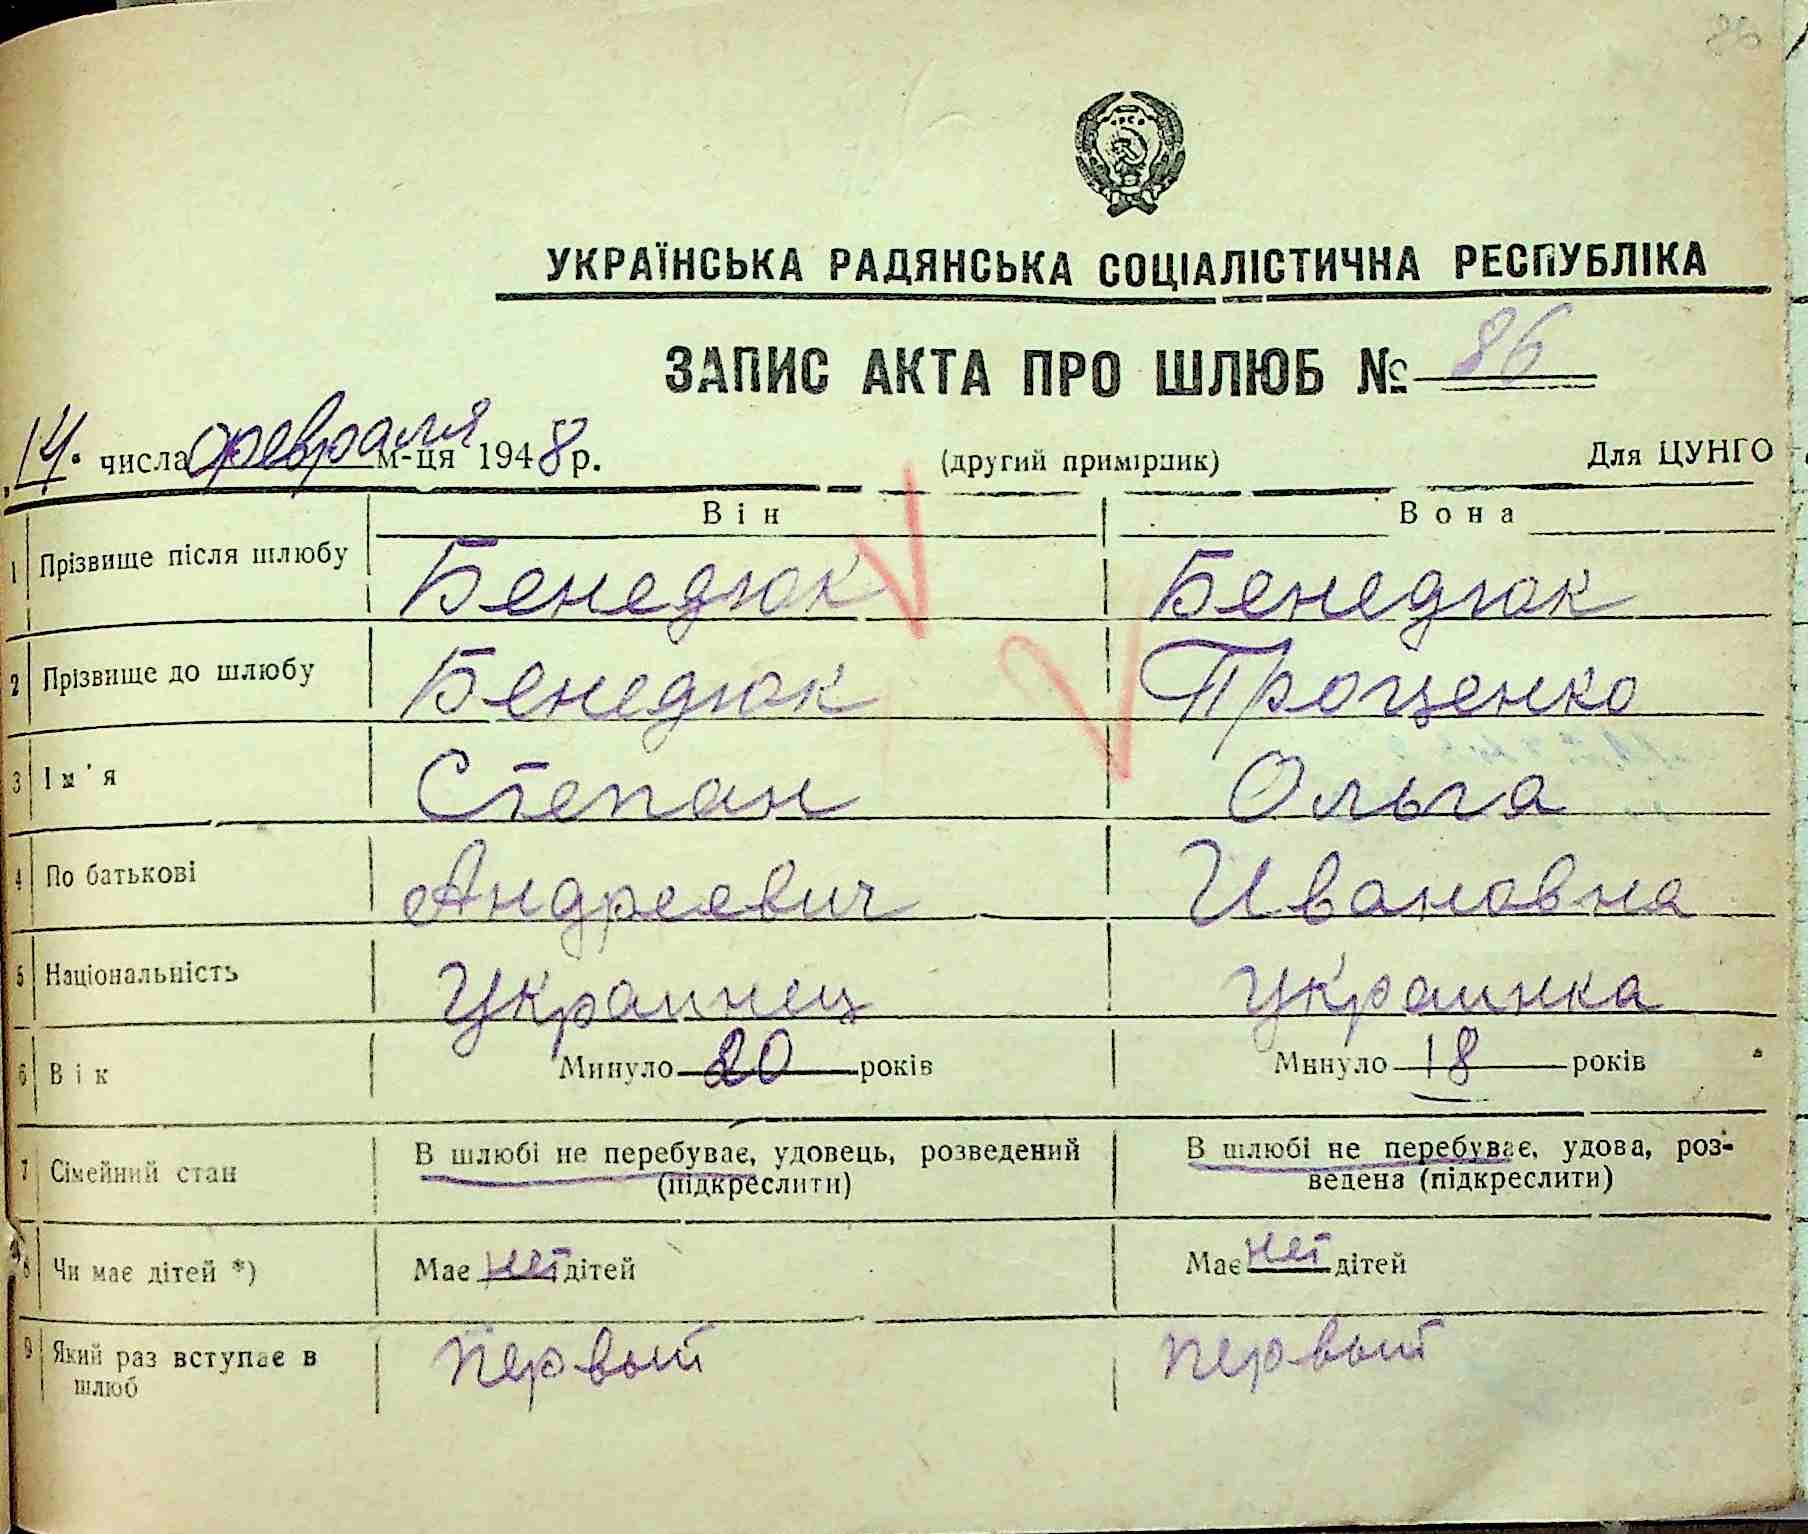 86
УКРАЇНСЬКА РАДЯНСЬКА СОЦІАЛІСТИЧНА РЕСПУБЛІКА
ЗАПИС АКТА ПРО ШЛЮБ № 86
14. числа февраля м-ця 1948 р. (другий примірник) Для ЦУНГО
Він Вона
1 Прізвище після шлюбу Бенедюк Бенедюк
2 Прізвище до шлюбу Бенедюк Проценко
3 Ім'я Степан Ольга
4 По батькові Андреевич Ивановна
5 Національність Украинец украинка
6 Вік Минуло 20 років Минуло 18 років
7 Сімейний стан В шлюбі не перебуває, удовець, розведений В шлюбі не перебуває, удова, роз-
(підкреслити) ведена (підкреслити)
8 Чи має дітей *) Має нет дітей Має нет дітей
9 Який раз вступає в первый первый
шлюб